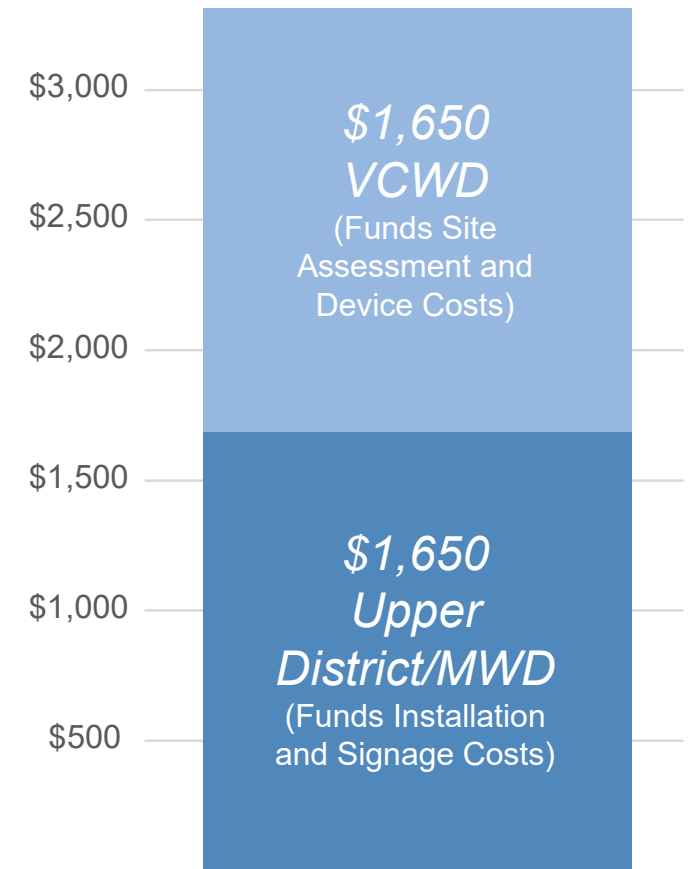 $3,000
$1,650
VCWD
$2,500
(Funds Site
Assessment and
Device Costs)
$2,000
$1,500
$1,650
$1,000
Upper
District/MWD
(Funds Installation
$500
and Signage Costs)